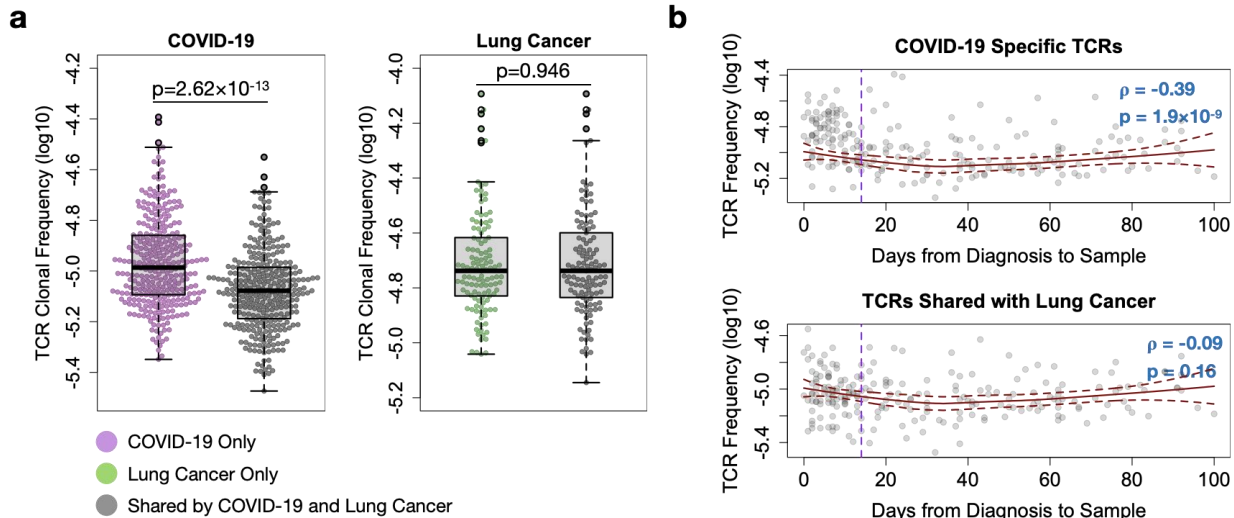 a
COVID-19
TCR Clonal Frequency (log10)
-4.2
-4.4
-4.6
-4.8
-5.0
-5.2
-5.4
p=2.62×10-13
Lung Cancer
TCR Clonal Frequency (log10)
-4.0
-4.2
-4.4
-4.6
-4.8
-5.0
-5.2
p=0.946
COVID-19 Only
Lung Cancer Only
Shared by COVID-19 and Lung Cancer
b
COVID-19 Specific TCRs
TCR Frequency (log10)
-4.4
-4.8
-5.2
ρ = -0.39
p = 1.9×10-9
0 20 40 60 80 100
Days from Diagnosis to Sample
TCRs Shared with Lung Cancer
TCR Frequency (log10)
-4.6
-5.0
-5.4
ρ = -0.09
p = 0.16
0 20 40 60 80 100
Days from Diagnosis to Sample